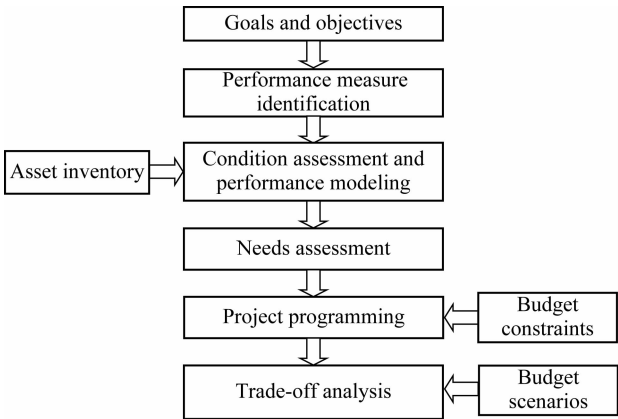 Goals and objectives
Performance measure
identification
Asset inventory
Condition assessment and
performance modeling
Needs assessment
Project programming
Budget
constraints
Trade-off analysis
Budget
scenarios